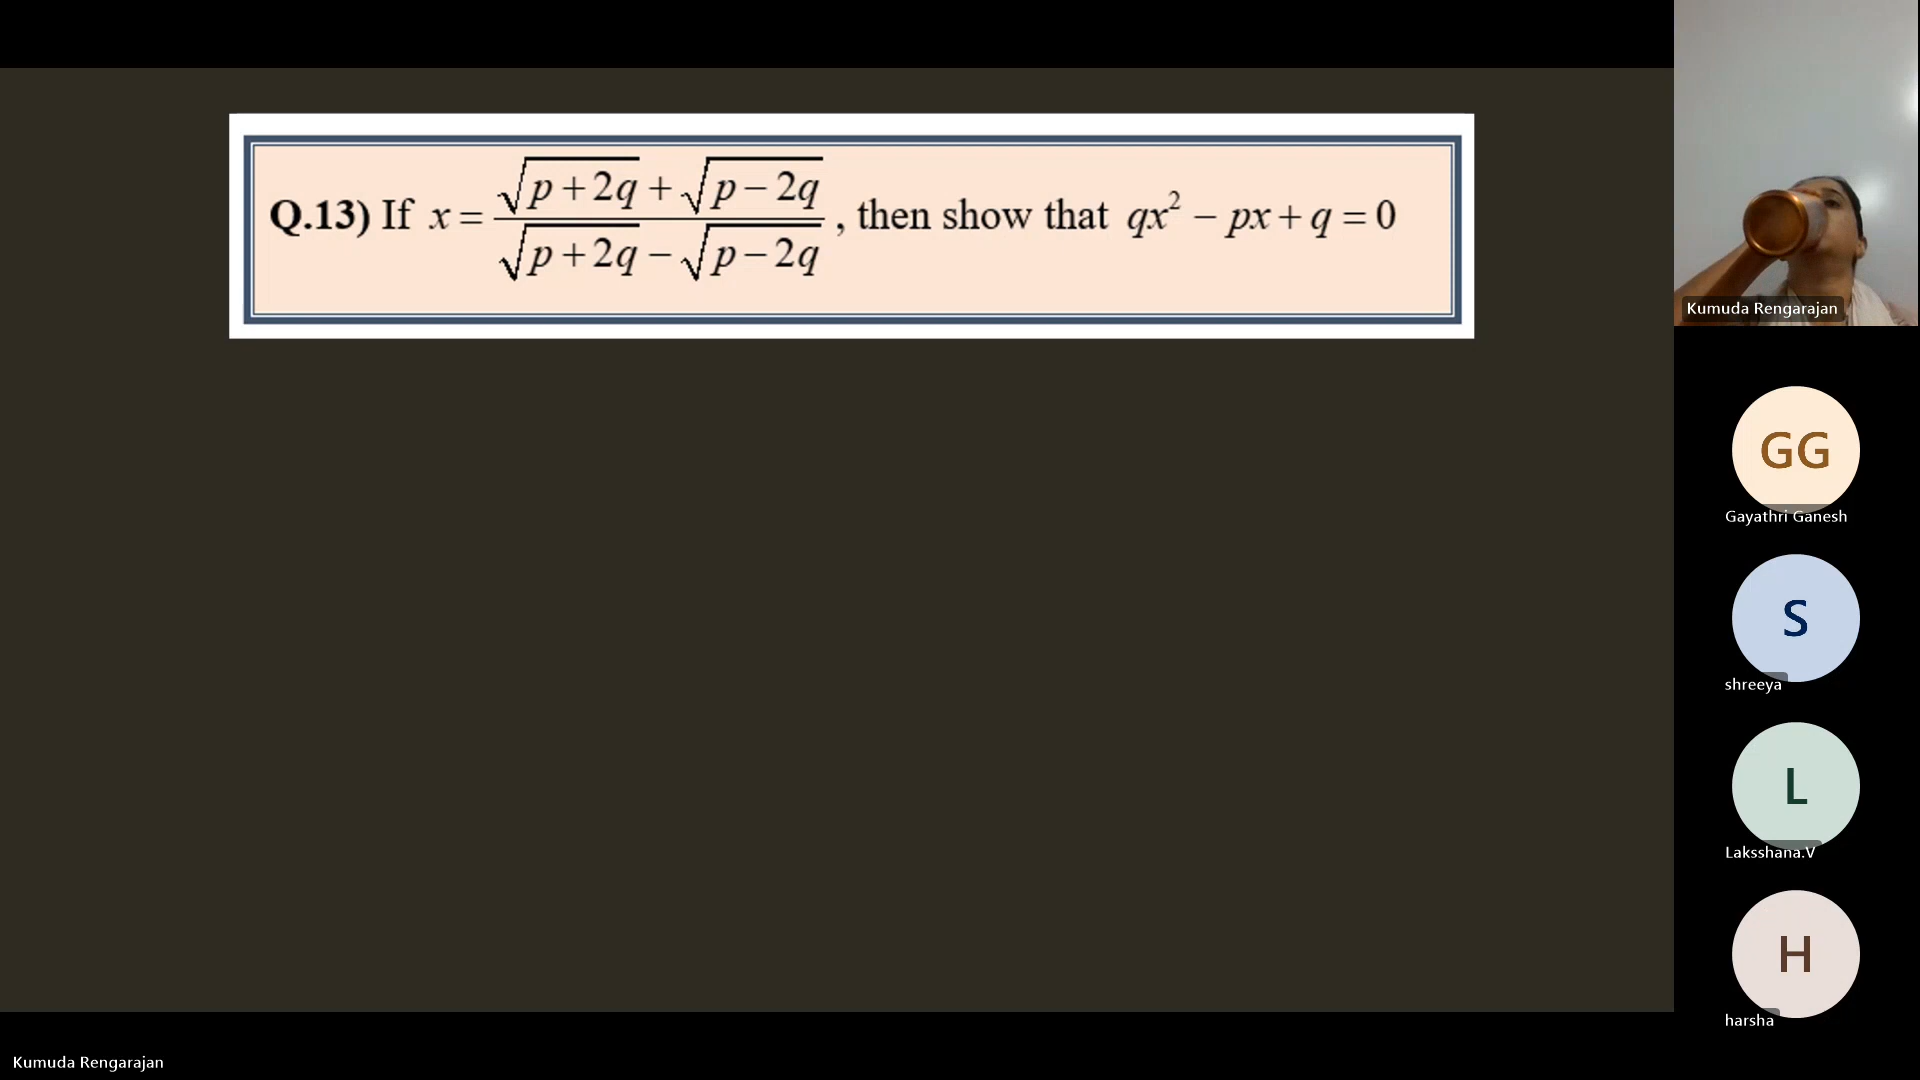 Q.13) If x = (√(p+2q) + √(p−2q)) / (√(p+2q) − √(p−2q)), then show that qx² − px + q = 0
Kumuda Rengarajan
GG
Gayathri Ganesh
S
shreeya
L
Laksshana.V
H
harsha
Kumuda Rengarajan